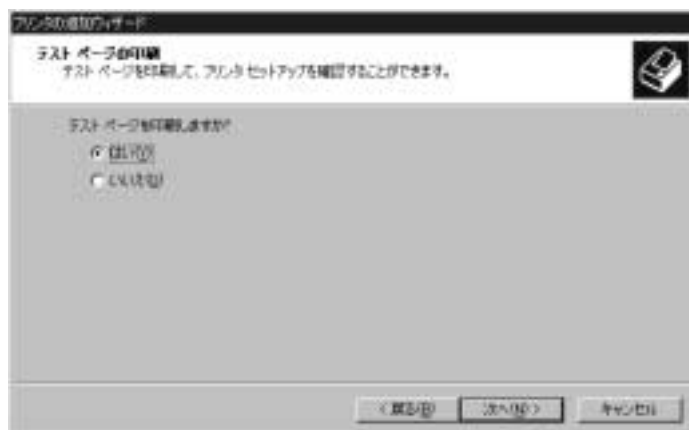 プリンタの追加ウィザード
テスト ページの印刷
テスト ページを印刷して、プリンタ セットアップを確認することができます。
テスト ページを印刷しますか?
はい(Y)
いいえ(O)
< 戻る(B)
次へ(N) >
キャンセル